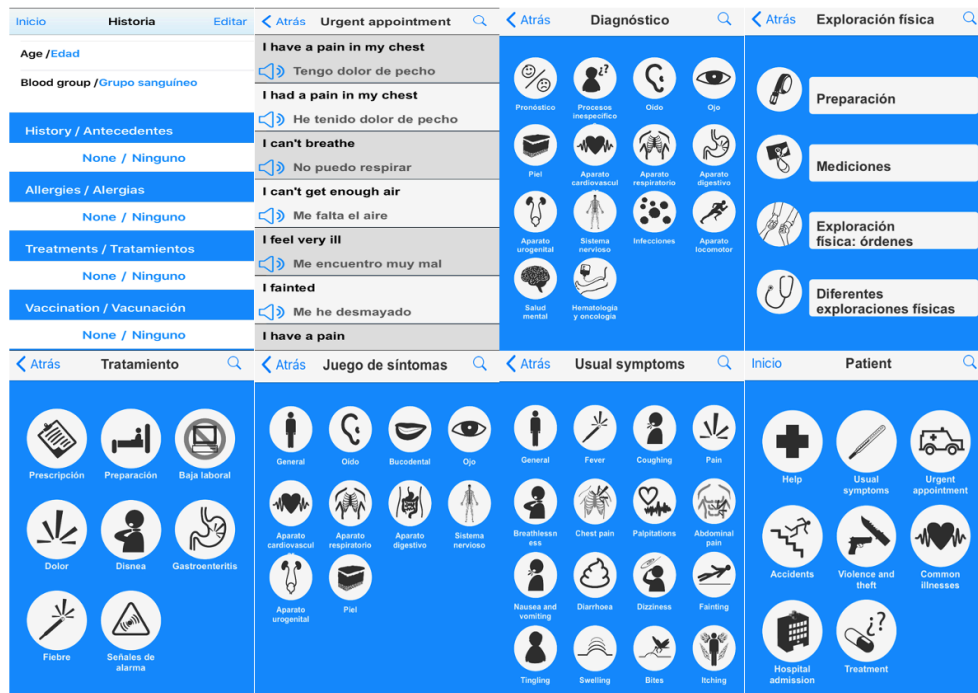 Inicio Historia Editar
Age /Edad
Blood group /Grupo sanguíneo
History / Antecedentes
None / Ninguno
Allergies / Alergias
None / Ninguno
Treatments / Tratamientos
None / Ninguno
Vaccination / Vacunación
None / Ninguno
Atrás Urgent appointment
I have a pain in my chest
Tengo dolor de pecho
I had a pain in my chest
He tenido dolor de pecho
I can't breathe
No puedo respirar
I can't get enough air
Me falta el aire
I feel very ill
Me encuentro muy mal
I fainted
Me he desmayado
I have a pain
Atrás Diagnóstico
¿?
Pronóstico Procesos Oído Ojo
inespecífico
Piel Aparato Aparato Aparato
cardiovascul respiratorio digestivo
Aparato Sistema Infecciones Aparato
urogenital nervioso locomotor
Salud Hematología
mental y oncología
Atrás Exploración física
Preparación
Mediciones
Exploración
física: órdenes
Diferentes
exploraciones físicas
Atrás Tratamiento
Prescripción Preparación Baja laboral
Dolor Disnea Gastroenteritis
Fiebre Señales de
alarma
Atrás Juego de síntomas
General Oído Bucodental Ojo
Aparato Aparato Aparato Sistema
cardiovascul respiratorio digestivo nervioso
Aparato Piel
urogenital
Atrás Usual symptoms
General Fever Coughing Pain
Breathlessn Chest pain Palpitations Abdominal
ess pain
Nausea and Diarrhoea Dizziness Fainting
vomiting
Tingling Swelling Bites Itching
Inicio Patient
Help Usual Urgent
symptoms appointment
Accidents Violence and Common
theft illnesses
¿?
Hospital Treatment
admission